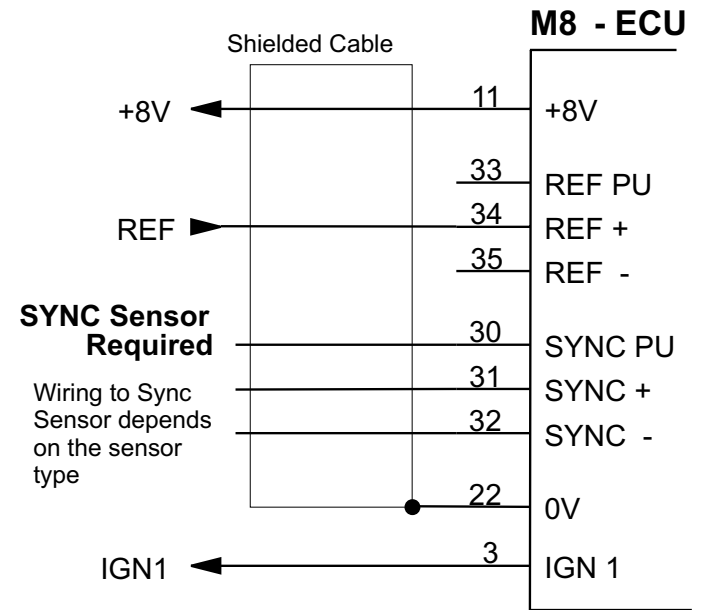 M8 - ECU
Shielded Cable
+8V 11 +8V
33 REF PU
REF 34 REF +
35 REF -
SYNC Sensor
Required 30 SYNC PU
Wiring to Sync 31 SYNC +
Sensor depends 32 SYNC -
on the sensor
type
22 0V
IGN1 3 IGN 1